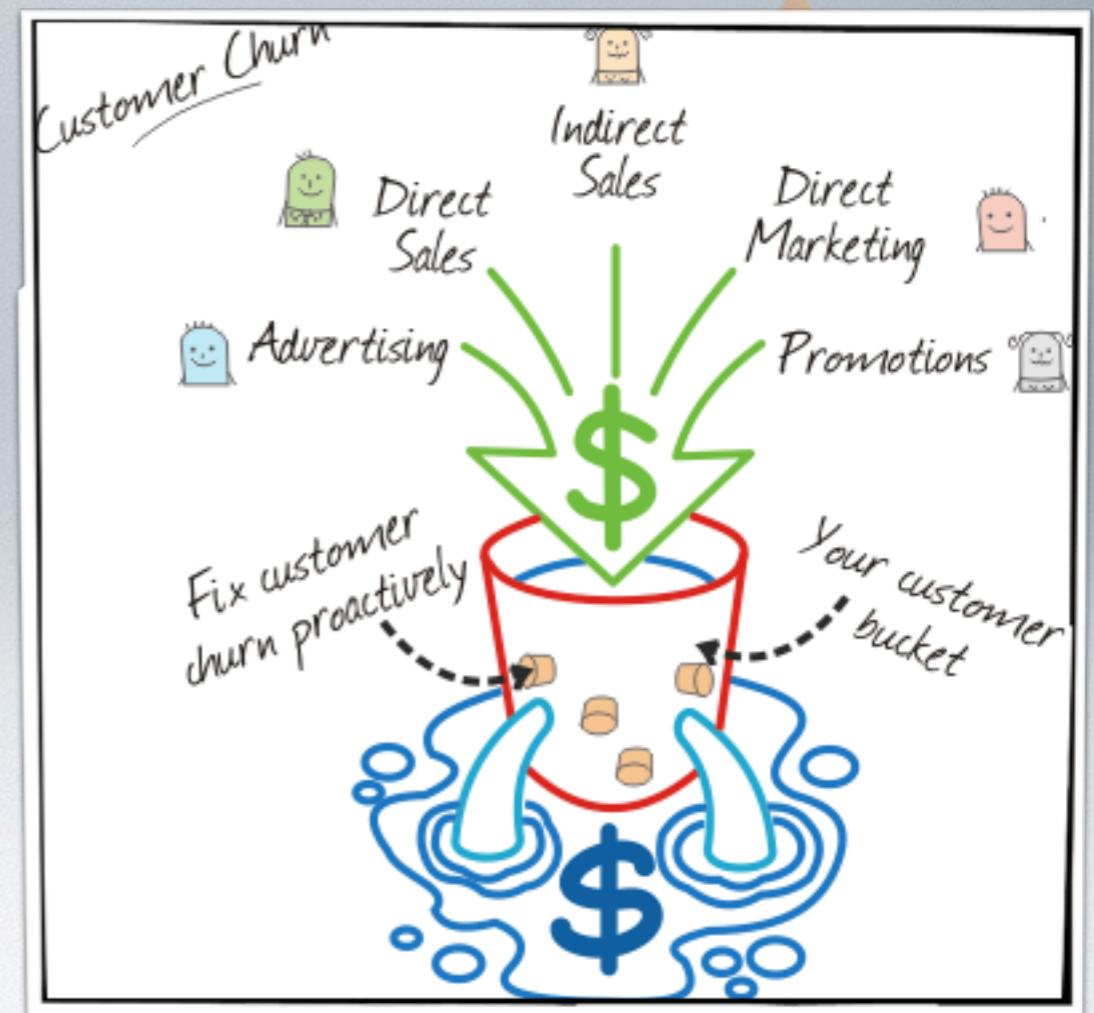 Customer Churn
Indirect
Sales
Direct
Sales
Direct
Marketing
Advertising
Promotions
$
Fix customer
churn proactively
Your customer
bucket
$